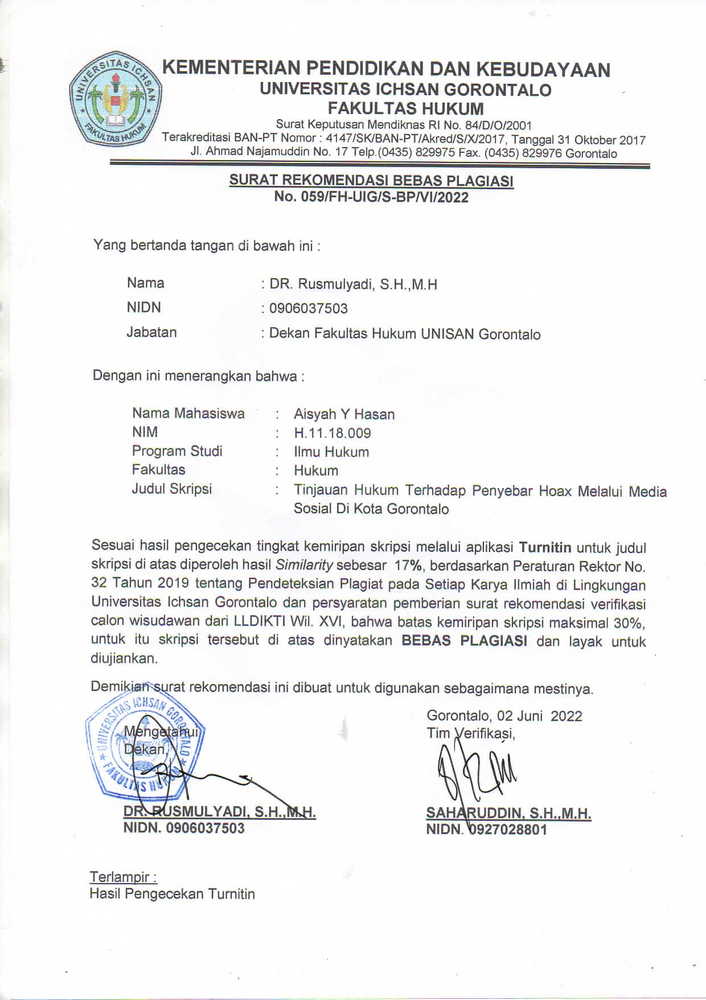 UNIVERSITAS ICHSAN
FAKULTAS HUKUM
KEMENTERIAN PENDIDIKAN DAN KEBUDAYAAN
UNIVERSITAS ICHSAN GORONTALO
FAKULTAS HUKUM
Surat Keputusan Mendiknas RI No. 84/D/O/2001
Terakreditasi BAN-PT Nomor : 4147/SK/BAN-PT/Akred/S/X/2017, Tanggal 31 Oktober 2017
Jl. Ahmad Najamuddin No. 17 Telp.(0435) 829975 Fax. (0435) 829976 Gorontalo
SURAT REKOMENDASI BEBAS PLAGIASI
No. 059/FH-UIG/S-BP/VI/2022
Yang bertanda tangan di bawah ini :
Nama : DR. Rusmulyadi, S.H.,M.H
NIDN : 0906037503
Jabatan : Dekan Fakultas Hukum UNISAN Gorontalo
Dengan ini menerangkan bahwa :
Nama Mahasiswa : Aisyah Y Hasan
NIM : H.11.18.009
Program Studi : Ilmu Hukum
Fakultas : Hukum
Judul Skripsi : Tinjauan Hukum Terhadap Penyebar Hoax Melalui Media
Sosial Di Kota Gorontalo
Sesuai hasil pengecekan tingkat kemiripan skripsi melalui aplikasi Turnitin untuk judul
skripsi di atas diperoleh hasil Similarity sebesar 17%, berdasarkan Peraturan Rektor No.
32 Tahun 2019 tentang Pendeteksian Plagiat pada Setiap Karya Ilmiah di Lingkungan
Universitas Ichsan Gorontalo dan persyaratan pemberian surat rekomendasi verifikasi
calon wisudawan dari LLDIKTI Wil. XVI, bahwa batas kemiripan skripsi maksimal 30%,
untuk itu skripsi tersebut di atas dinyatakan BEBAS PLAGIASI dan layak untuk
diujiankan.
Demikian surat rekomendasi ini dibuat untuk digunakan sebagaimana mestinya.
Gorontalo, 02 Juni 2022
Mengetahui
Dekan,
Tim Verifikasi,
UNIVERSITAS ICHSAN GORONTALO
FAKULTAS HUKUM
DR. RUSMULYADI, S.H.,M.H.
NIDN. 0906037503
SAHARUDDIN, S.H.,M.H.
NIDN. 0927028801
Terlampir :
Hasil Pengecekan Turnitin